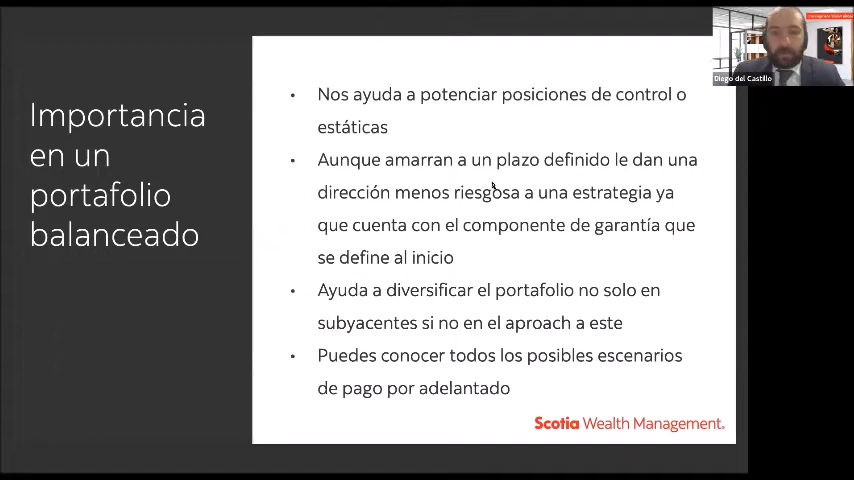 Importancia
en un
portafolio
balanceado
• Nos ayuda a potenciar posiciones de control o
estáticas
• Aunque amarran a un plazo definido le dan una
dirección menos riesgosa a una estrategia ya
que cuenta con el componente de garantía que
se define al inicio
• Ayuda a diversificar el portafolio no solo en
subyacentes si no en el aproach a este
• Puedes conocer todos los posibles escenarios
de pago por adelantado
Scotia Wealth Management.
Diego del Castillo